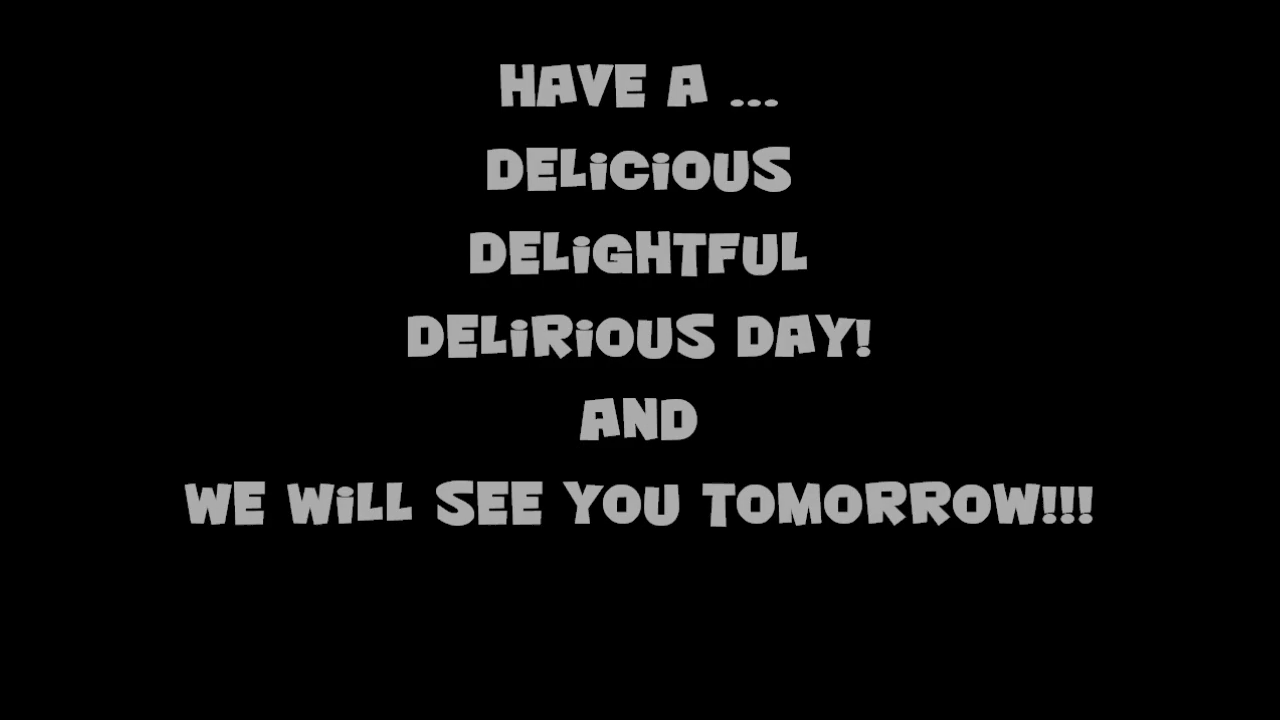 HAVE A ...
DELiCiOUS
DELiGHTFUL
DELiRiOUS DAY!
AND
WE WiLL SEE YOU TOMORROW!!!